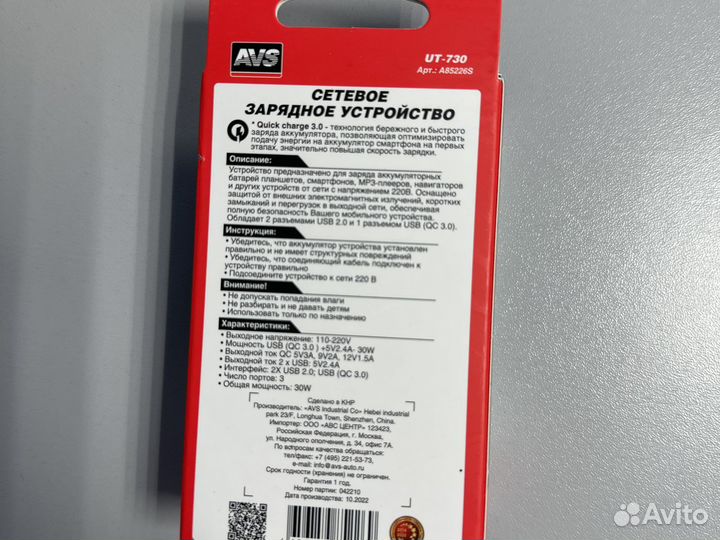 AVS
UT-730
Арт.: A85226S
СЕТЕВОЕ
ЗАРЯДНОЕ УСТРОЙСТВО
* Quick charge 3.0 - технология бережного и быстрого
заряда аккумулятора, позволяющая оптимизировать
подачу энергии на аккумулятор смартфона на первых
этапах, значительно повышая скорость зарядки.
Описание:
Устройство предназначено для заряда аккумуляторных
батарей планшетов, смартфонов, MP3-плееров, навигаторов
и других устройств от сети с напряжением 220В. Оснащено
защитой от внешних электромагнитных излучений, коротких
замыканий и перегрузок в выходной сети, обеспечивая
полную безопасность Вашего мобильного устройства.
Обладает 2 разъемами USB 2.0 и 1 разъемом USB (QC 3.0).
Инструкция:
• Убедитесь, что аккумулятор устройства установлен
правильно и не имеет структурных повреждений
• Убедитесь, что соединяющий кабель подключен к
устройству правильно
• Подсоедините устройство к сети 220 В
Внимание!
• Не допускать попадания влаги
• Не разбирать и не давать детям
• Использовать только по назначению
Характеристики:
• Выходное напряжение: 110-220V
• Мощность USB (QC 3.0 ) +5V2.4A- 30W
• Выходной ток QC 5V3A, 9V2A, 12V1.5A
• Выходной ток 2 x USB: 5V2.4A
• Интерфейс: 2X USB 2.0; USB (QC 3.0)
• Число портов: 3
• Общая мощность: 30W
Сделано в КНР
Производитель: «AVS Industrial Co» Hebei industrial
park 23/F, Longhua Town, Shenzhen, China.
Импортер: ООО «АВС ЦЕНТР» 123423,
Российская Федерация, г. Москва,
ул. Народного ополчения, д. 34, офис 7А.
По вопросам качества обращаться:
тел/факс: +7 (495) 221-53-73,
e-mail: info@avs-auto.ru
Срок годности (хранения) не ограничен.
Гарантия 1 год.
Номер партии: 042210
Дата производства: 10.2022
Avito